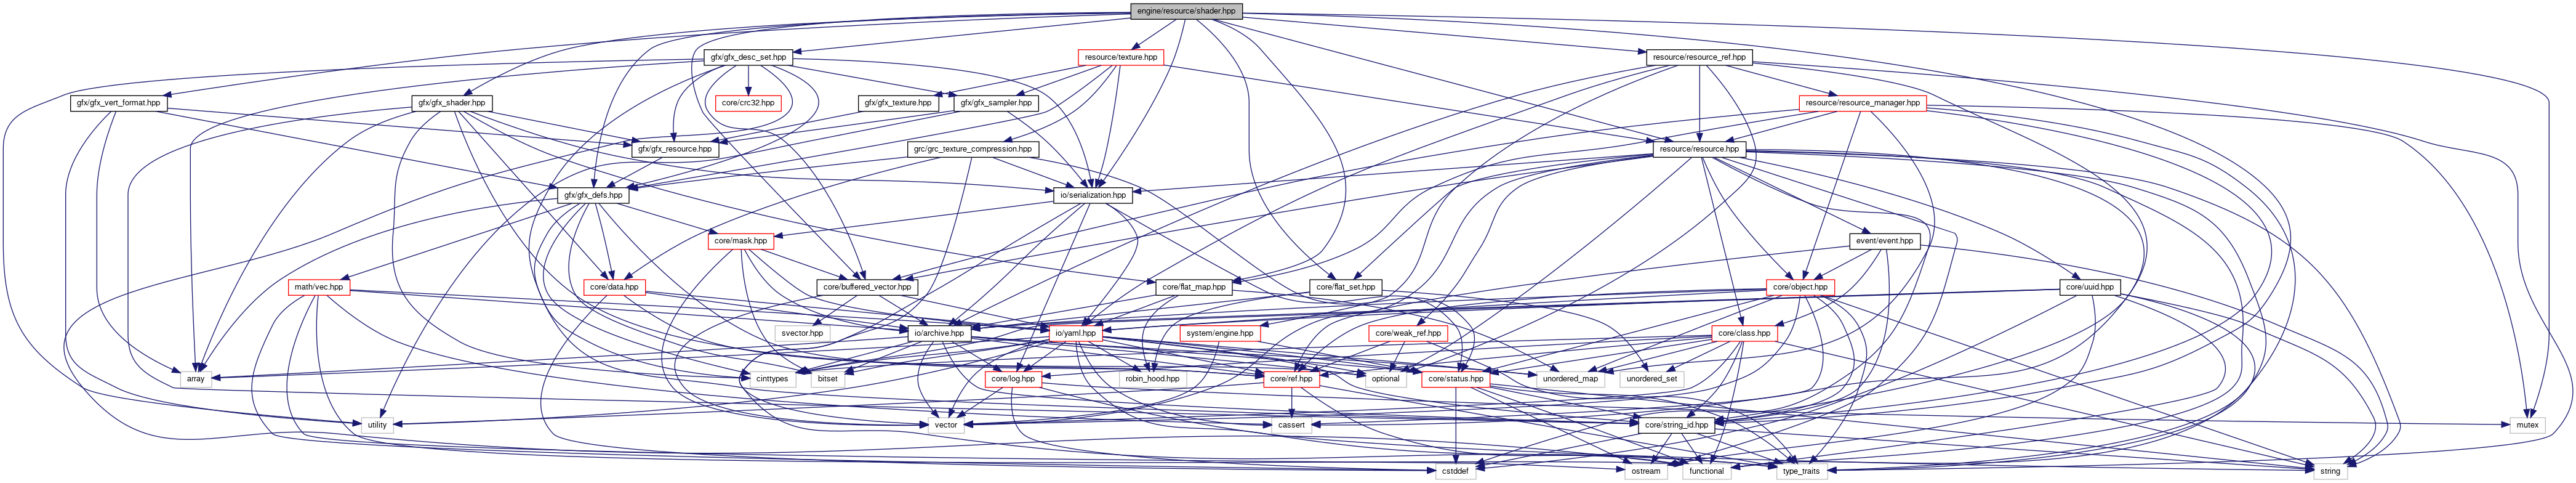 engine/resource/shader.hpp
gfx/gfx_desc_set.hpp
resource/texture.hpp
resource/resource_ref.hpp
gfx/gfx_vert_format.hpp
gfx/gfx_shader.hpp
core/crc32.hpp
gfx/gfx_texture.hpp
gfx/gfx_sampler.hpp
resource/resource_manager.hpp
gfx/gfx_resource.hpp
grc/grc_texture_compression.hpp
resource/resource.hpp
gfx/gfx_defs.hpp
io/serialization.hpp
core/mask.hpp
event/event.hpp
math/vec.hpp
core/data.hpp
core/buffered_vector.hpp
core/flat_map.hpp
core/flat_set.hpp
core/object.hpp
core/uuid.hpp
svector.hpp
io/archive.hpp
io/yaml.hpp
system/engine.hpp
core/weak_ref.hpp
core/class.hpp
array
cinttypes
bitset
core/log.hpp
robin_hood.hpp
core/ref.hpp
optional
core/status.hpp
unordered_map
unordered_set
utility
vector
cassert
core/string_id.hpp
mutex
cstddef
ostream
functional
type_traits
string